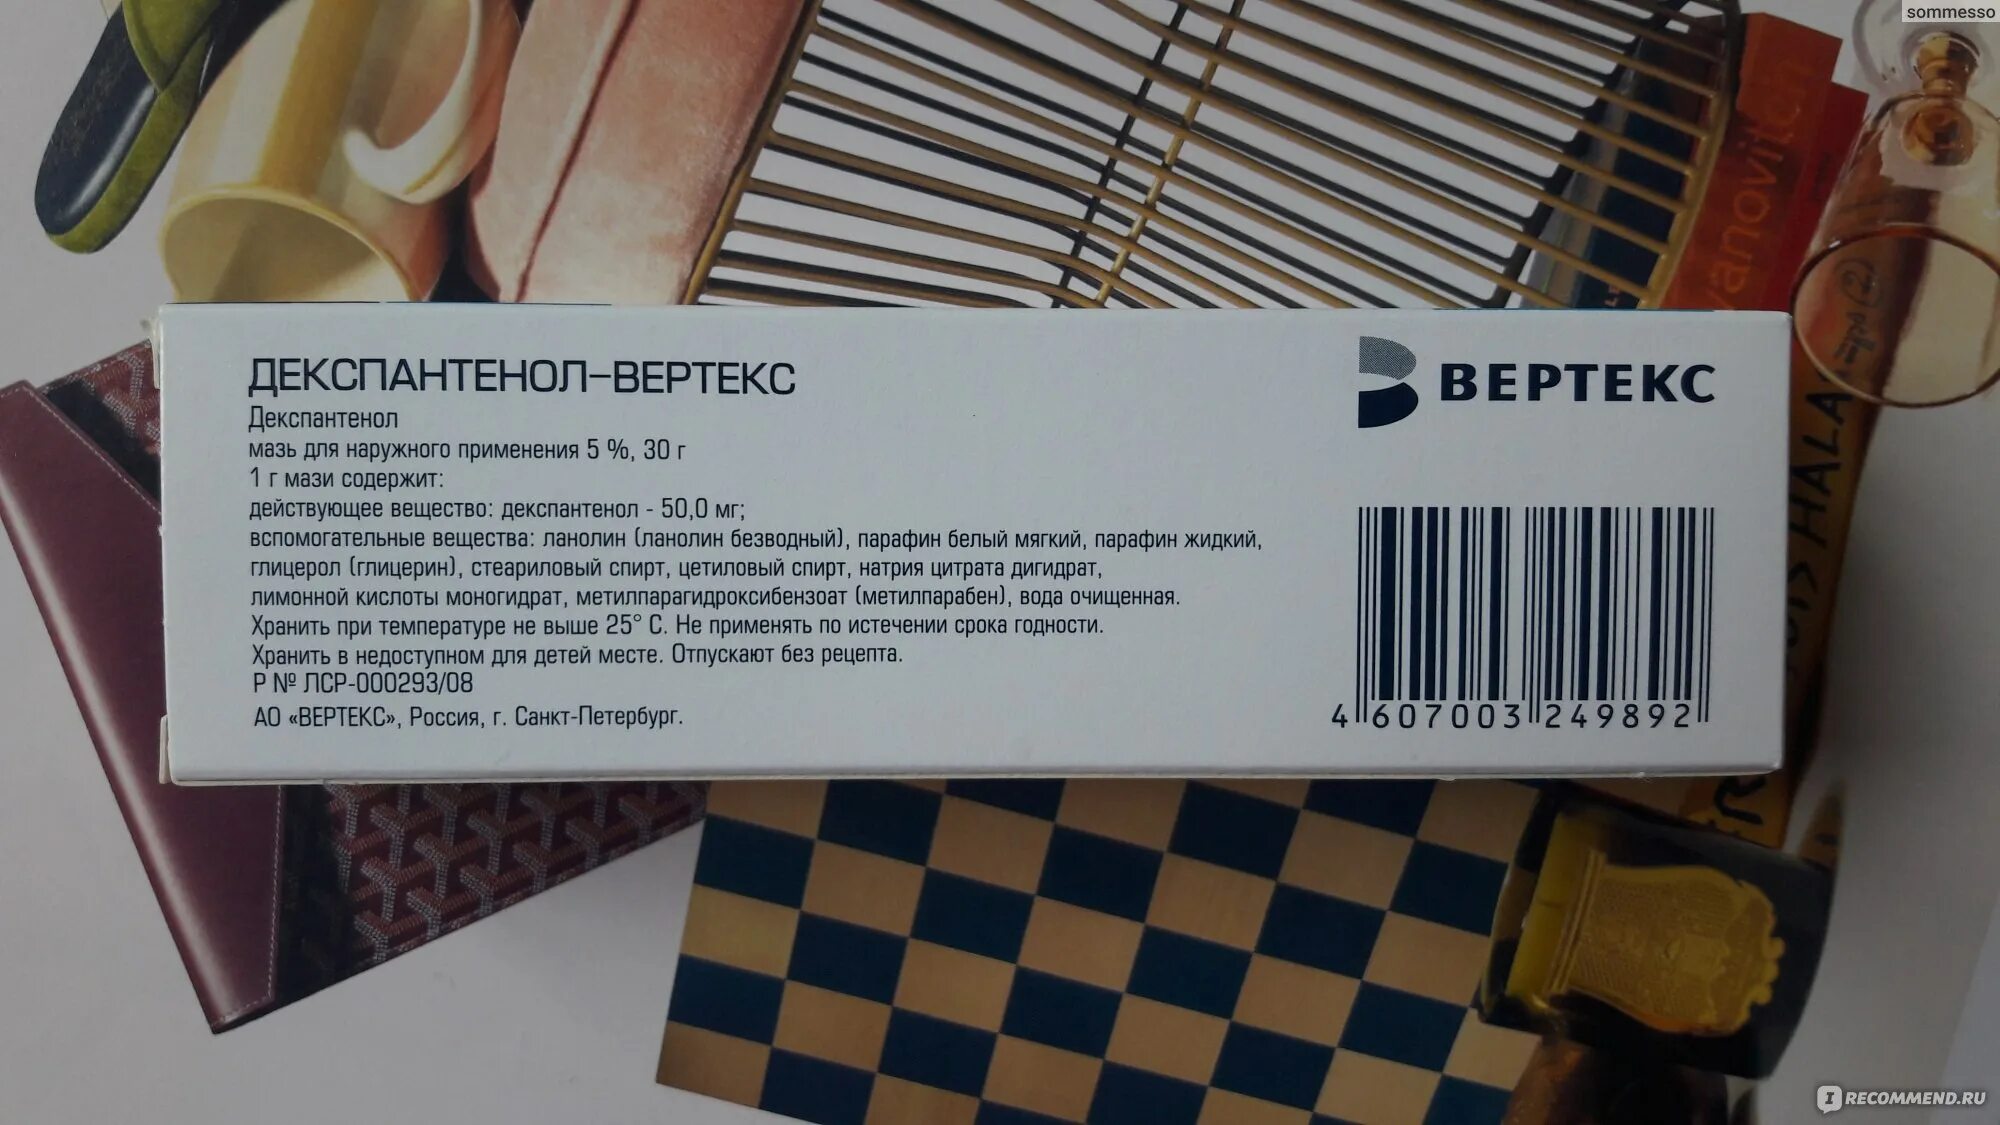 sommesso
vanovitch
ДЕКСПАНТЕНОЛ-ВЕРТЕКС
Декспантенол
мазь для наружного применения 5 %, 30 г
1 г мази содержит:
действующее вещество: декспантенол - 50,0 мг;
вспомогательные вещества: ланолин (ланолин безводный), парафин белый мягкий, парафин жидкий,
глицерол (глицерин), стеариловый спирт, цетиловый спирт, натрия цитрата дигидрат,
лимонной кислоты моногидрат, метилпарагидроксибензоат (метилпарабен), вода очищенная.
Хранить при температуре не выше 25° С. Не применять по истечении срока годности.
Хранить в недоступном для детей месте. Отпускают без рецепта.
Р № ЛСР-000293/08
АО «ВЕРТЕКС», Россия, г. Санкт-Петербург.
ВЕРТЕКС
4 607003 249892
IRECOMMEND.RU